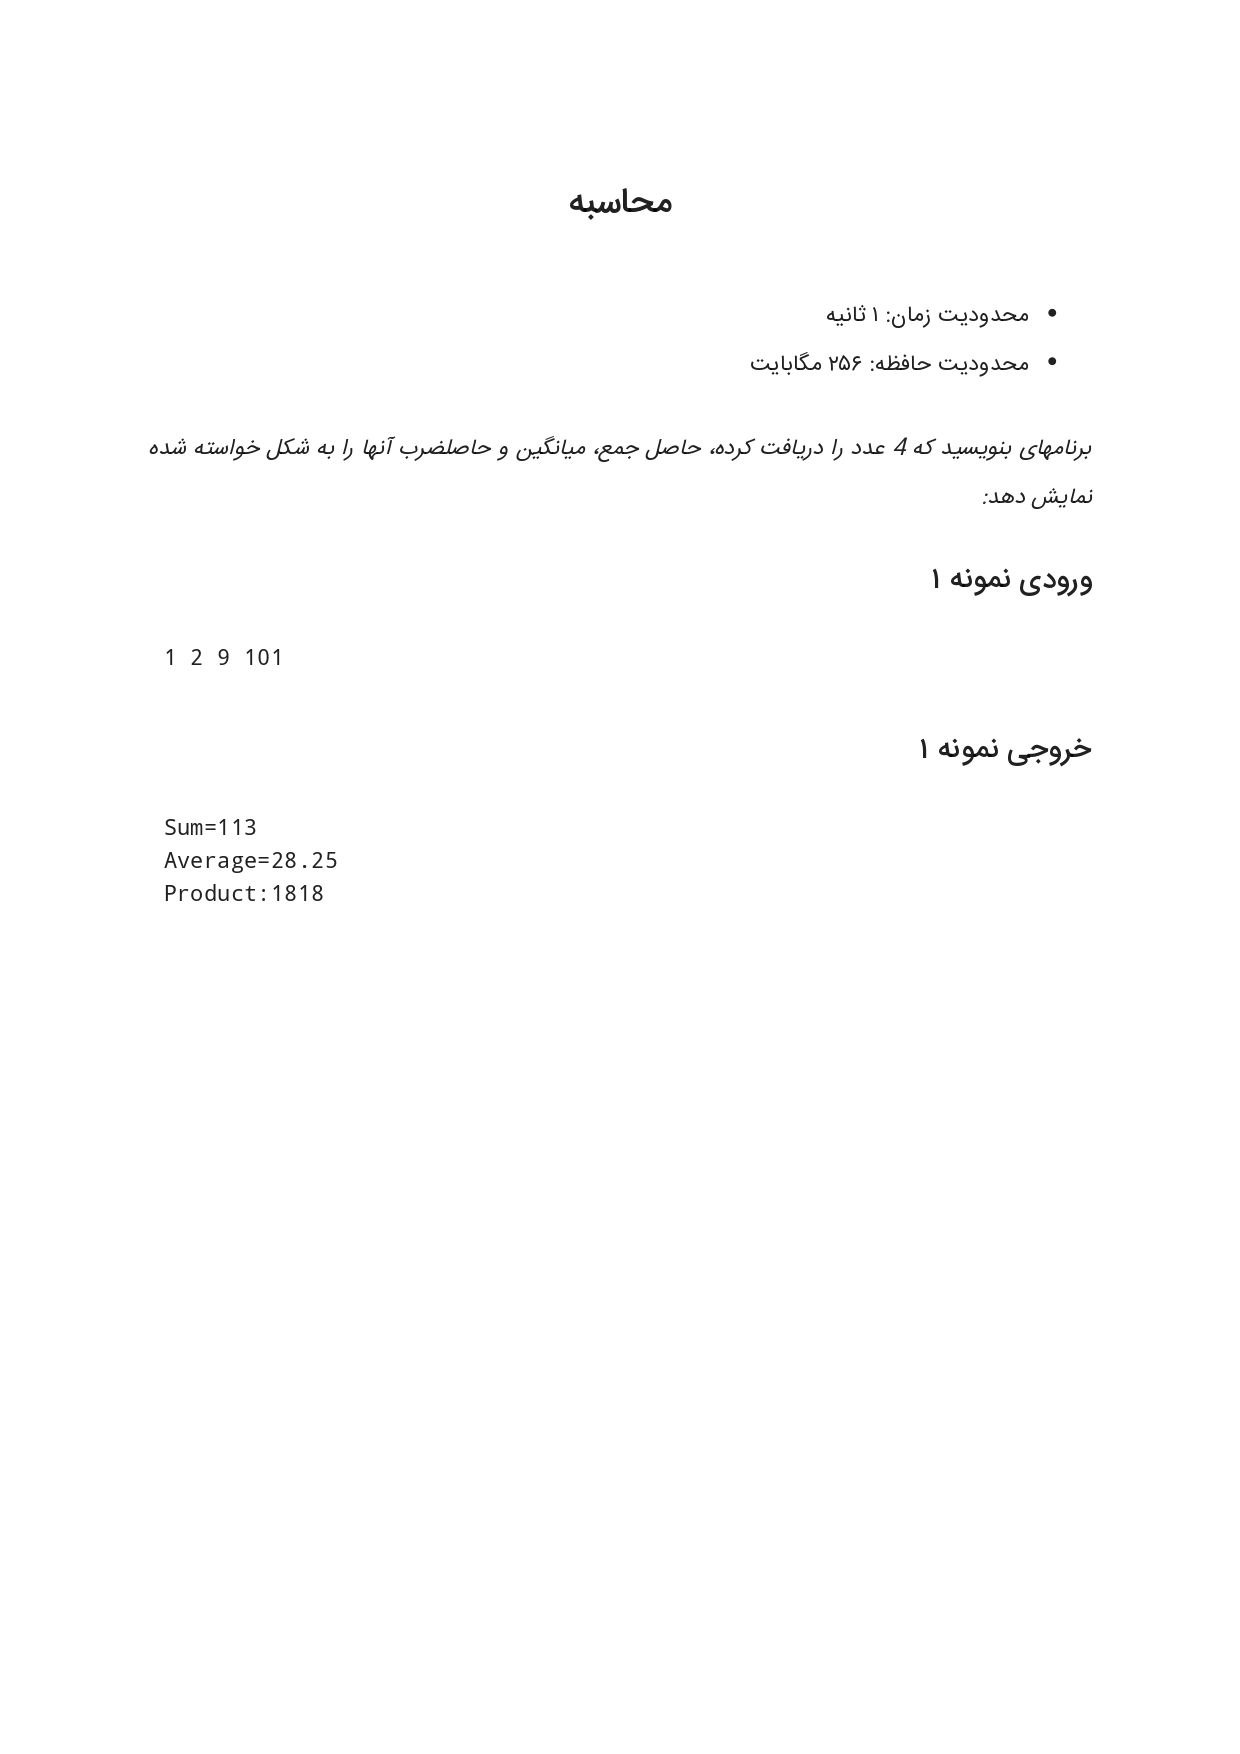 محاسبه
• محدودیت زمان: ۱ ثانیه
• محدودیت حافظه: ۲۵۶ مگابایت
برنامهای بنویسید که 4 عدد را دریافت کرده، حاصل جمع، میانگین و حاصلضرب آنها را به شکل خواسته شده
نمایش دهد:
ورودی نمونه ۱
1 2 9 101
خروجی نمونه ۱
Sum=113
Average=28.25
Product:1818